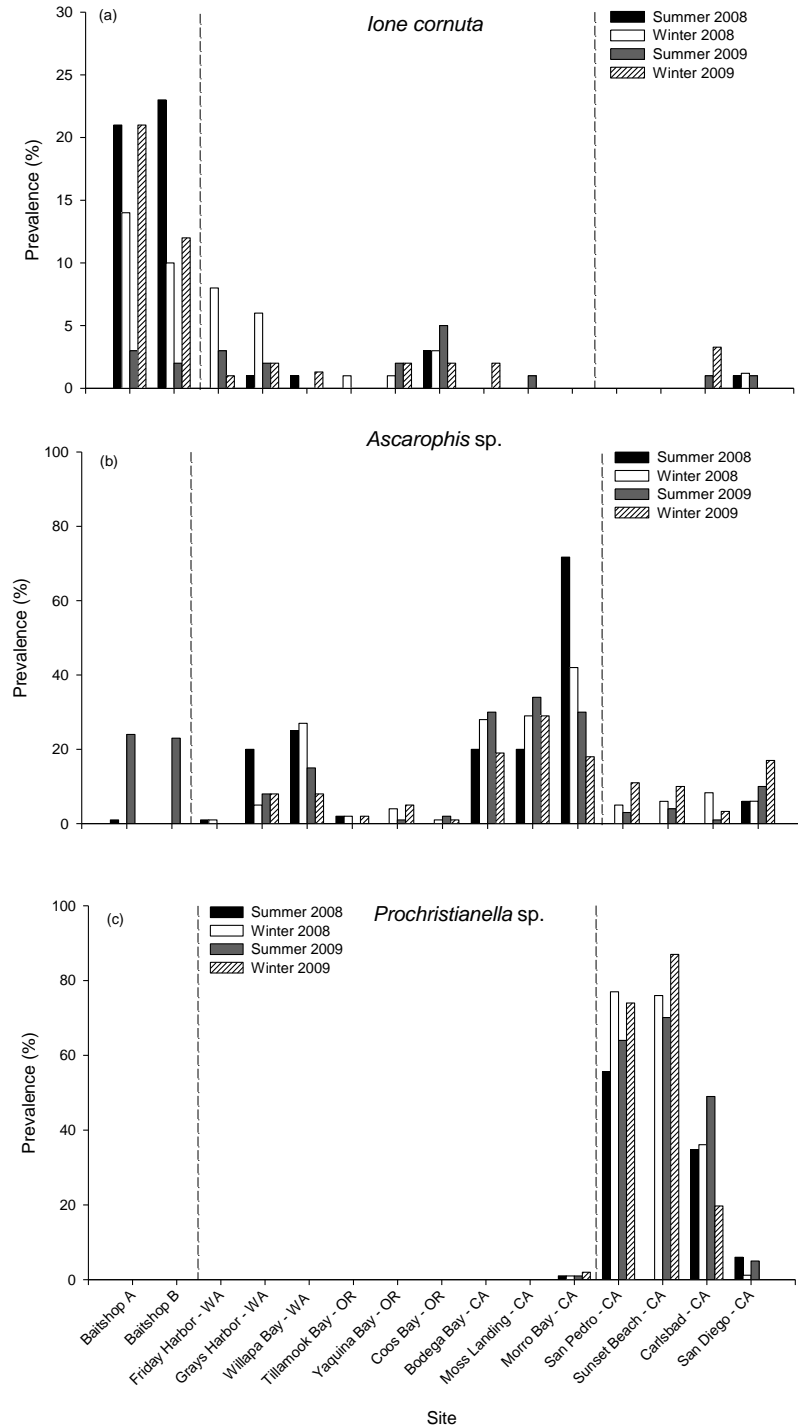 (a)
Ione cornuta
Summer 2008
Winter 2008
Summer 2009
Winter 2009
30
25
20
15
10
5
0
Prevalence (%)
(b)
Ascarophis sp.
Summer 2008
Winter 2008
Summer 2009
Winter 2009
100
80
60
40
20
0
Prevalence (%)
(c)
Prochristianella sp.
Summer 2008
Winter 2008
Summer 2009
Winter 2009
100
80
60
40
20
0
Prevalence (%)
Baitshop A
Baitshop B
Friday Harbor - WA
Grays Harbor - WA
Willapa Bay - WA
Tillamook Bay - OR
Yaquina Bay - OR
Coos Bay - OR
Bodega Bay - CA
Moss Landing - CA
Morro Bay - CA
San Pedro - CA
Sunset Beach - CA
Carlsbad - CA
San Diego - CA
Site